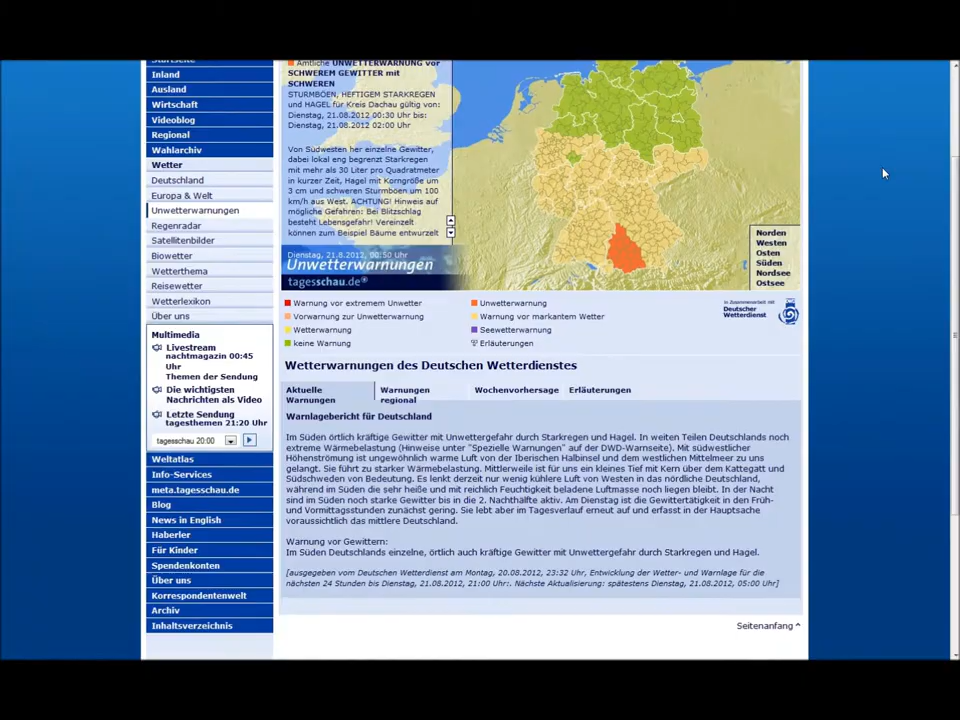 Startseite
Inland
Ausland
Wirtschaft
Videoblog
Regional
Wahlarchiv
Wetter
Deutschland
Europa & Welt
Unwetterwarnungen
Regenradar
Satellitenbilder
Biowetter
Wetterthema
Reisewetter
Wetterlexikon
Über uns
Multimedia
Livestream
nachtmagazin 00:45
Uhr
Themen der Sendung
Die wichtigsten
Nachrichten als Video
Letzte Sendung
tagesthemen 21:20 Uhr
tagesschau 20:00
Weltatlas
Info-Services
meta.tagesschau.de
Blog
News in English
Haberler
Für Kinder
Spendenkonten
Über uns
Korrespondentenwelt
Archiv
Inhaltsverzeichnis
Amtliche UNWETTERWARNUNG vor
SCHWEREM GEWITTER mit
SCHWEREN
STURMBÖEN, HEFTIGEM STARKREGEN
und HAGEL für Kreis Dachau gültig von:
Dienstag, 21.08.2012 00:30 Uhr bis:
Dienstag, 21.08.2012 02:00 Uhr
Von Südwesten her einzelne Gewitter,
dabei lokal eng begrenzt Starkregen
mit mehr als 30 Liter pro Quadratmeter
in kurzer Zeit, Hagel mit Korngröße um
3 cm und schweren Sturmböen um 100
km/h aus West. ACHTUNG! Hinweis auf
mögliche Gefahren: Bei Blitzschlag
besteht Lebensgefahr! Vereinzelt
können zum Beispiel Bäume entwurzelt
Dienstag, 21.8.2012, 00:50 Uhr
Unwetterwarnungen
tagesschau.de
Norden
Westen
Osten
Süden
Nordsee
Ostsee
Warnung vor extremem Unwetter
Unwetterwarnung
Vorwarnung zur Unwetterwarnung
Warnung vor markantem Wetter
Wetterwarnung
Seewetterwarnung
keine Warnung
Erläuterungen
In Zusammenarbeit mit
Deutscher
Wetterdienst
Wetterwarnungen des Deutschen Wetterdienstes
Aktuelle
Warnungen
Warnungen
regional
Wochenvorhersage
Erläuterungen
Warnlagebericht für Deutschland
Im Süden örtlich kräftige Gewitter mit Unwettergefahr durch Starkregen und Hagel. In weiten Teilen Deutschlands noch
extreme Wärmebelastung (Hinweise unter "Spezielle Warnungen" auf der DWD-Warnseite). Mit südwestlicher
Höhenströmung ist ungewöhnlich warme Luft von der Iberischen Halbinsel und dem westlichen Mittelmeer zu uns
gelangt. Sie führt zu starker Wärmebelastung. Mittlerweile ist für uns ein kleines Tief mit Kern über dem Kattegatt und
Südschweden von Bedeutung. Es lenkt derzeit nur wenig kühlere Luft von Westen in das nördliche Deutschland,
während im Süden die sehr heiße und mit reichlich Feuchtigkeit beladene Luftmasse noch liegen bleibt. In der Nacht
sind im Süden noch starke Gewitter bis in die 2. Nachthälfte aktiv. Am Dienstag ist die Gewittertätigkeit in den Früh-
und Vormittagsstunden zunächst gering. Sie lebt aber im Tagesverlauf erneut auf und erfasst in der Hauptsache
voraussichtlich das mittlere Deutschland.
Warnung vor Gewittern:
Im Süden Deutschlands einzelne, örtlich auch kräftige Gewitter mit Unwettergefahr durch Starkregen und Hagel.
[ausgegeben vom Deutschen Wetterdienst am Montag, 20.08.2012, 23:32 Uhr, Entwicklung der Wetter- und Warnlage für die
nächsten 24 Stunden bis Dienstag, 21.08.2012, 21:00 Uhr:. Nächste Aktualisierung: spätestens Dienstag, 21.08.2012, 05:00 Uhr]
Seitenanfang